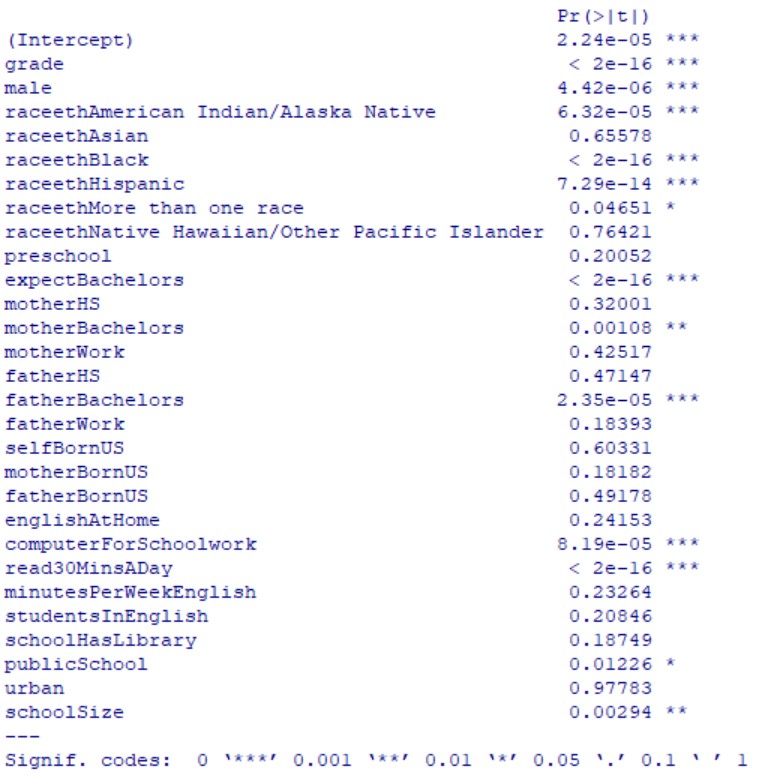 Pr(>|t|)
(Intercept) 2.24e-05 ***
grade < 2e-16 ***
male 4.42e-06 ***
raceethAmerican Indian/Alaska Native 6.32e-05 ***
raceethAsian 0.65578
raceethBlack < 2e-16 ***
raceethHispanic 7.29e-14 ***
raceethMore than one race 0.04651 *
raceethNative Hawaiian/Other Pacific Islander 0.76421
preschool 0.20052
expectBachelors < 2e-16 ***
motherHS 0.32001
motherBachelors 0.00108 **
motherWork 0.42517
fatherHS 0.47147
fatherBachelors 2.35e-05 ***
fatherWork 0.18393
selfBornUS 0.60331
motherBornUS 0.18182
fatherBornUS 0.49178
englishAtHome 0.24153
computerForSchoolwork 8.19e-05 ***
read30MinsADay < 2e-16 ***
minutesPerWeekEnglish 0.23264
studentsInEnglish 0.20846
schoolHasLibrary 0.18749
publicSchool 0.01226 *
urban 0.97783
schoolSize 0.00294 **
---
Signif. codes: 0 ‘***’ 0.001 ‘**’ 0.01 ‘*’ 0.05 ‘.’ 0.1 ‘ ’ 1